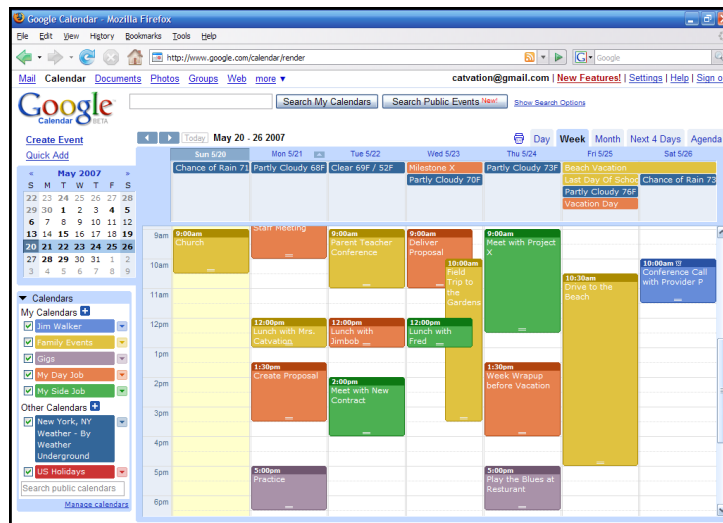 Google Calendar - Mozilla Firefox
File Edit View History Bookmarks Tools Help
http://www.google.com/calendar/render
Google
Mail Calendar Documents Photos Groups Web more ▼
catvation@gmail.com | New Features! | Settings | Help | Sign o
Google
Calendar BETA
Search My Calendars
Search Public Events New!
Show Search Options
Create Event
Quick Add
Today May 20 - 26 2007
Day Week Month Next 4 Days Agenda
« May 2007 »
S M T W T F S
22 23 24 25 26 27 28
29 30 1 2 3 4 5
6 7 8 9 10 11 12
13 14 15 16 17 18 19
20 21 22 23 24 25 26
27 28 29 30 31 1 2
3 4 5 6 7 8 9
Calendars
My Calendars
Jim Walker
Family Events
Gigs
My Day Job
My Side Job
Other Calendars
New York, NY
Weather - By
Weather
Underground
US Holidays
Search public calendars
Manage calendars
Sun 5/20 Mon 5/21 Tue 5/22 Wed 5/23 Thu 5/24 Fri 5/25 Sat 5/26
Chance of Rain 71 Partly Cloudy 68F Clear 69F / 52F Milestone X Partly Cloudy 73F Beach Vacation
Last Day Of Schoo
Partly Cloudy 70F
Chance of Rain 73
Partly Cloudy 76F
Vacation Day
9am
10am
11am
12pm
1pm
2pm
3pm
4pm
5pm
6pm
9:00am
Church
Staff Meeting
12:00pm
Lunch with Mrs.
Catvation
1:30pm
Create Proposal
5:00pm
Practice
9:00am
Parent Teacher
Conference
12:00pm
Lunch with
Jimbob
2:00pm
Meet with New
Contract
9:00am
Deliver
Proposal
10:00am
Field
Trip to
the
Gardens
12:00pm
Lunch with
Fred
9:00am
Meet with Project
X
1:30pm
Week Wrapup
before Vacation
5:00pm
Play the Blues at
Resturant
10:30am
Drive to the
Beach
10:00am
Conference Call
with Provider P